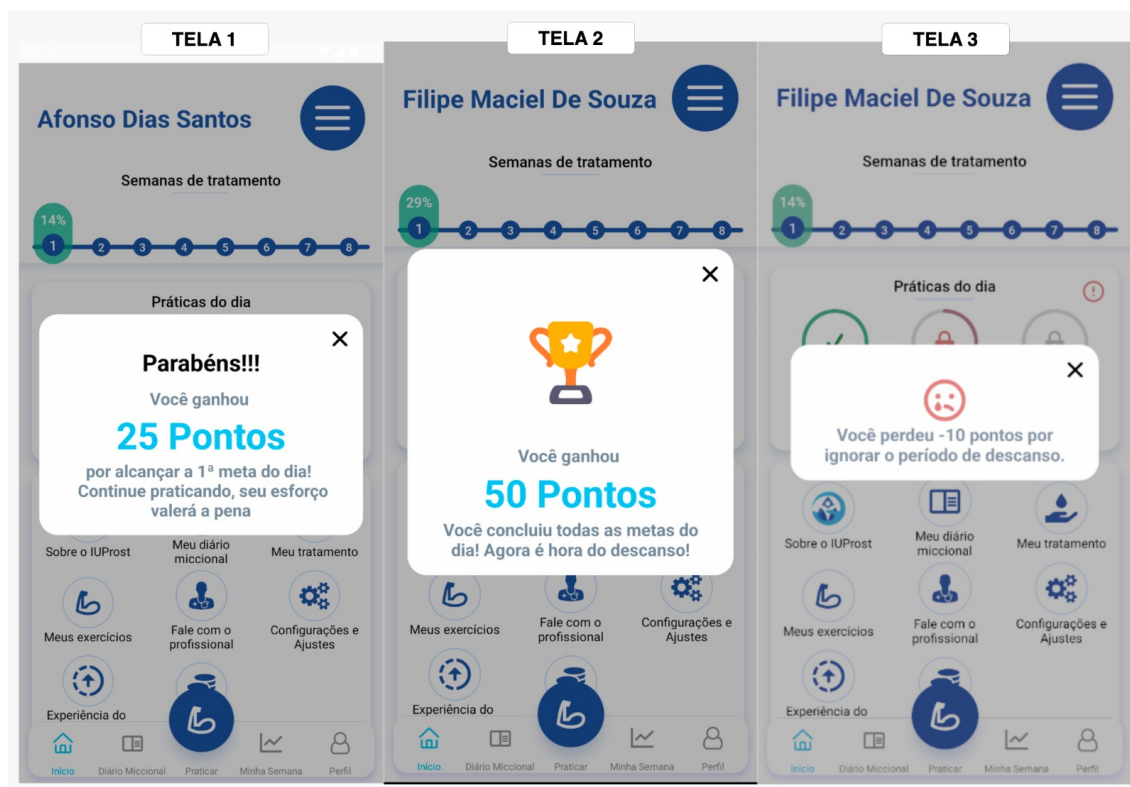 TELA 1
Afonso Dias Santos
Semanas de tratamento
14%
1 2 3 4 5 6 7 8
Práticas do dia
Parabéns!!!
Você ganhou
25 Pontos
por alcançar a 1ª meta do dia!
Continue praticando, seu esforço
valerá a pena
Sobre o IUProst
Meu diário
miccional
Meu tratamento
Meus exercícios
Fale com o
profissional
Configurações e
Ajustes
Experiência do
Início
Diário Miccional
Praticar
Minha Semana
Perfil
TELA 2
Filipe Maciel De Souza
Semanas de tratamento
29%
1 2 3 4 5 6 7 8
Você ganhou
50 Pontos
Você concluiu todas as metas do
dia! Agora é hora do descanso!
Meus exercícios
Fale com o
profissional
Configurações e
Ajustes
Experiência do
Início
Diário Miccional
Praticar
Minha Semana
Perfil
TELA 3
Filipe Maciel De Souza
Semanas de tratamento
14%
1 2 3 4 5 6 7 8
Práticas do dia
Você perdeu -10 pontos por
ignorar o período de descanso.
Sobre o IUProst
Meu diário
miccional
Meu tratamento
Meus exercícios
Fale com o
profissional
Configurações e
Ajustes
Experiência do
Início
Diário Miccional
Praticar
Minha Semana
Perfil